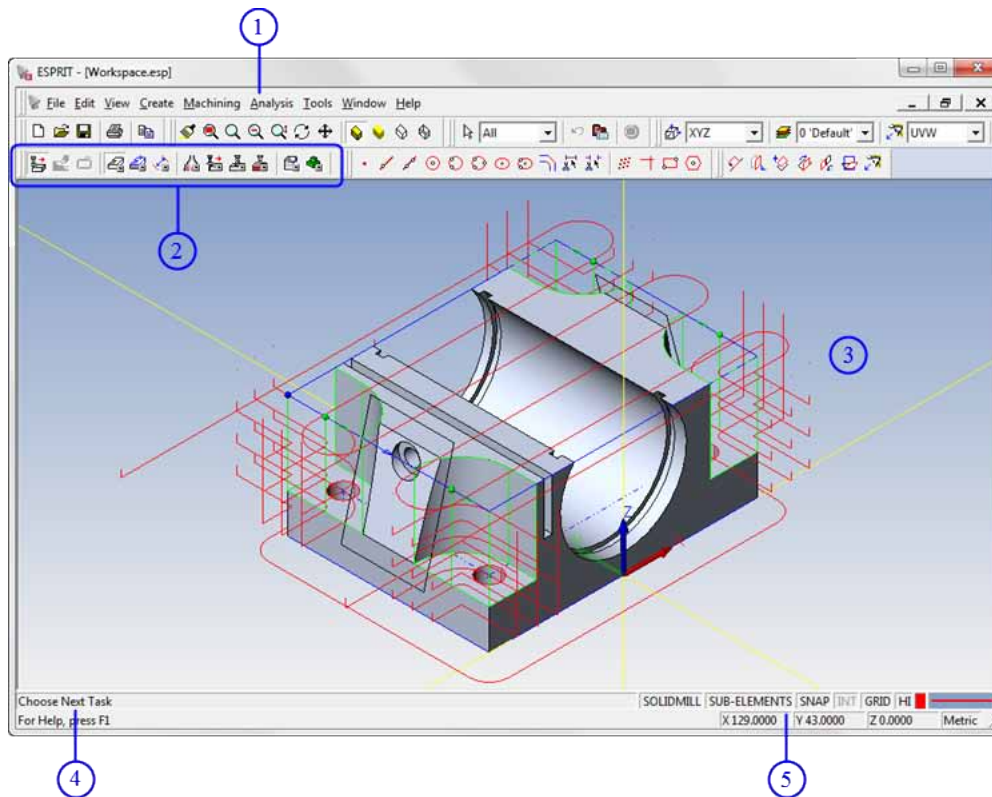 1
ESPRIT - [Workspace.esp]
File Edit View Create Machining Analysis Tools Window Help
All XYZ 0 'Default' UVW
2
3
Z
Choose Next Task SOLIDMILL SUB-ELEMENTS SNAP INT GRID HI
For Help, press F1 X 129.0000 Y 43.0000 Z 0.0000 Metric
4 5